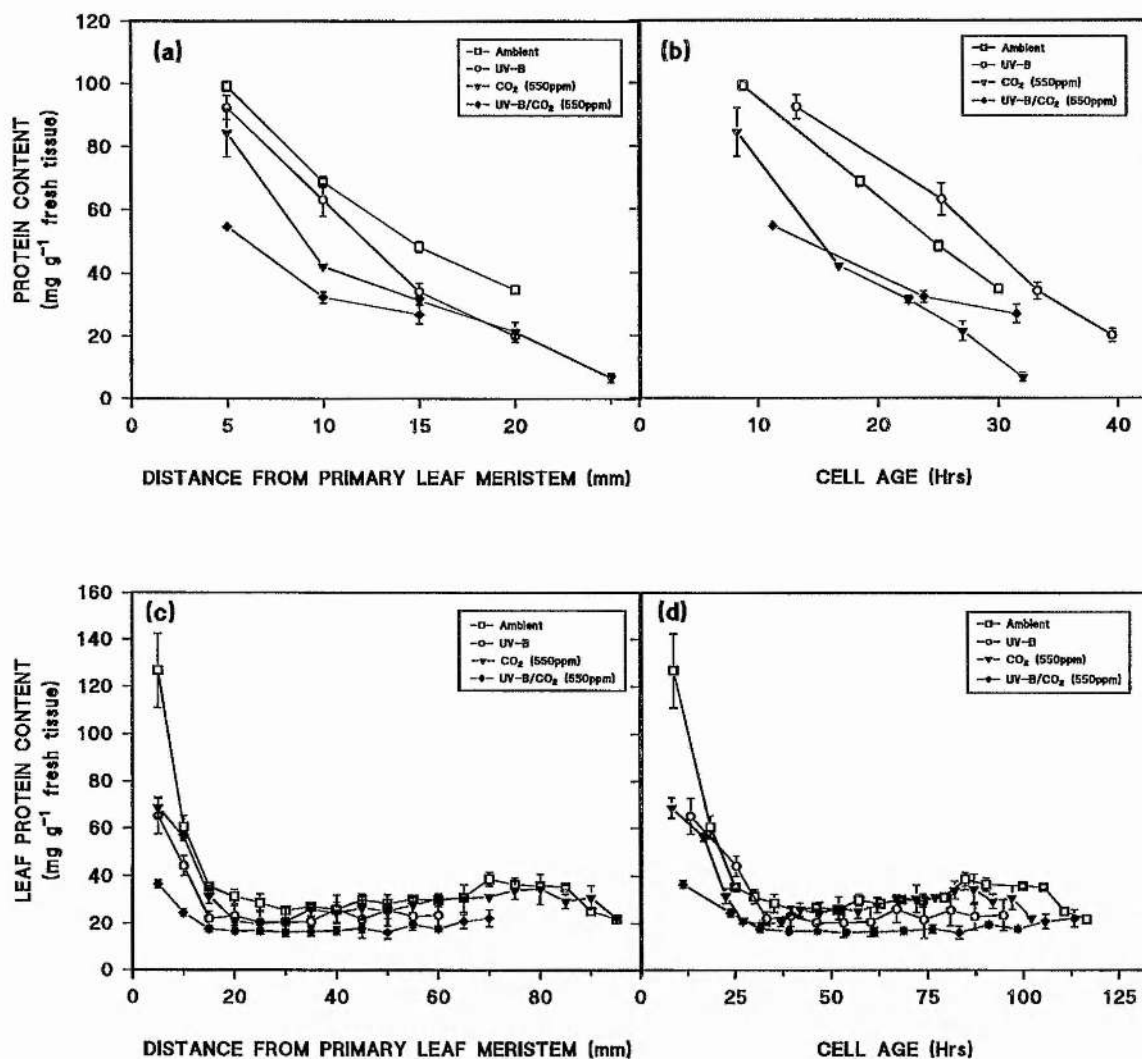 (a)
Ambient
UV-B
CO₂ (550ppm)
UV-B/CO₂ (550ppm)
120
100
80
60
40
20
0
PROTEIN CONTENT
(mg g⁻¹ fresh tissue)
0 5 10 15 20
DISTANCE FROM PRIMARY LEAF MERISTEM (mm)
(b)
Ambient
UV-B
CO₂ (550ppm)
UV-B/CO₂ (550ppm)
10 20 30 40
CELL AGE (Hrs)
(c)
Ambient
UV-B
CO₂ (550ppm)
UV-B/CO₂ (550ppm)
160
140
120
100
80
60
40
20
0
LEAF PROTEIN CONTENT
(mg g⁻¹ fresh tissue)
0 20 40 60 80
DISTANCE FROM PRIMARY LEAF MERISTEM (mm)
(d)
Ambient
UV-B
CO₂ (550ppm)
UV-B/CO₂ (550ppm)
0 25 50 75 100 125
CELL AGE (Hrs)